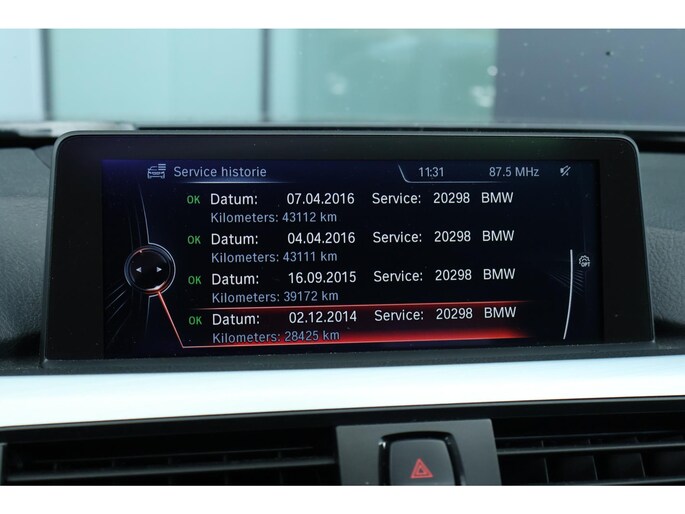 Service historie 11:31 87.5 MHz
OK Datum: 07.04.2016 Service: 20298 BMW
Kilometers: 43112 km
OK Datum: 04.04.2016 Service: 20298 BMW
Kilometers: 43111 km
OK Datum: 16.09.2015 Service: 20298 BMW
Kilometers: 39172 km
OFF
OK Datum: 02.12.2014 Service: 20298 BMW
Kilometers: 28425 km